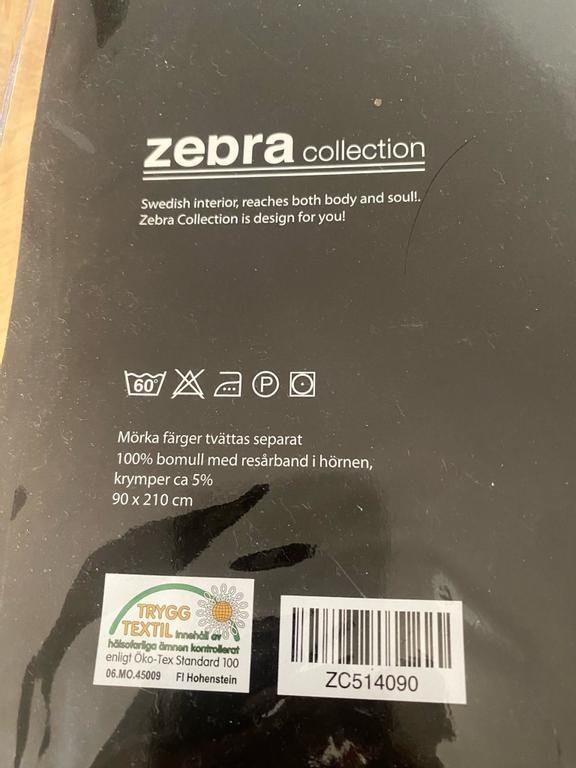 zebra collection
Swedish interior, reaches both body and soul!.
Zebra Collection is design for you!
60°
P
Mörka färger tvättas separat
100% bomull med resårband i hörnen,
krymper ca 5%
90 x 210 cm
TRYGG
TEXTIL Innehåll av
hälsofarliga ämnen kontrollerat
enligt Öko-Tex Standard 100
06.MO.45009 FI Hohenstein
ZC514090